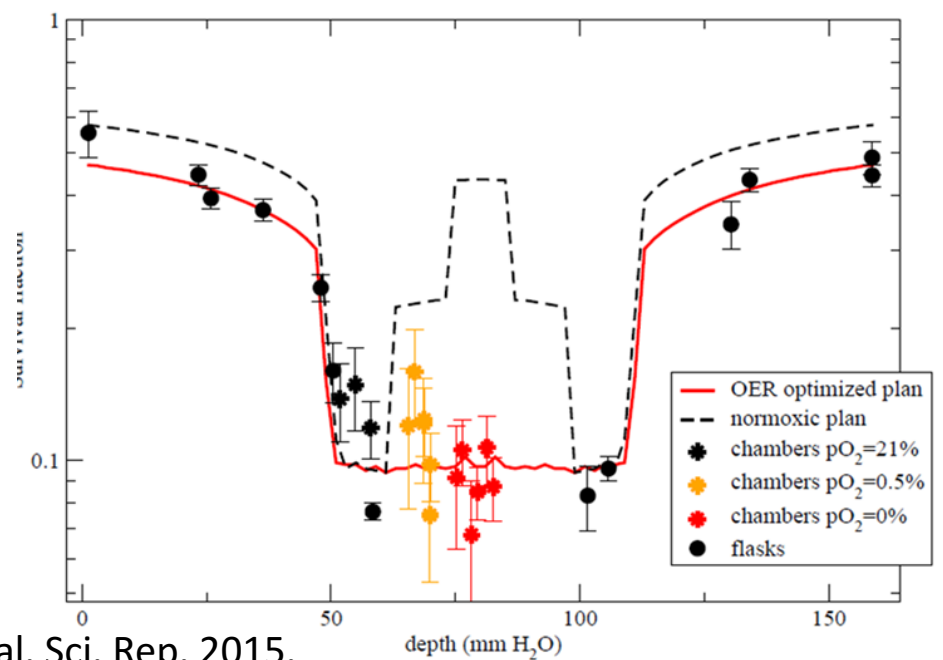 1
0.1
0
50
100
150
depth (mm H₂O)
OER optimized plan
normoxic plan
chambers pO₂=21%
chambers pO₂=0.5%
chambers pO₂=0%
flasks
al. Sci. Rep. 2015.